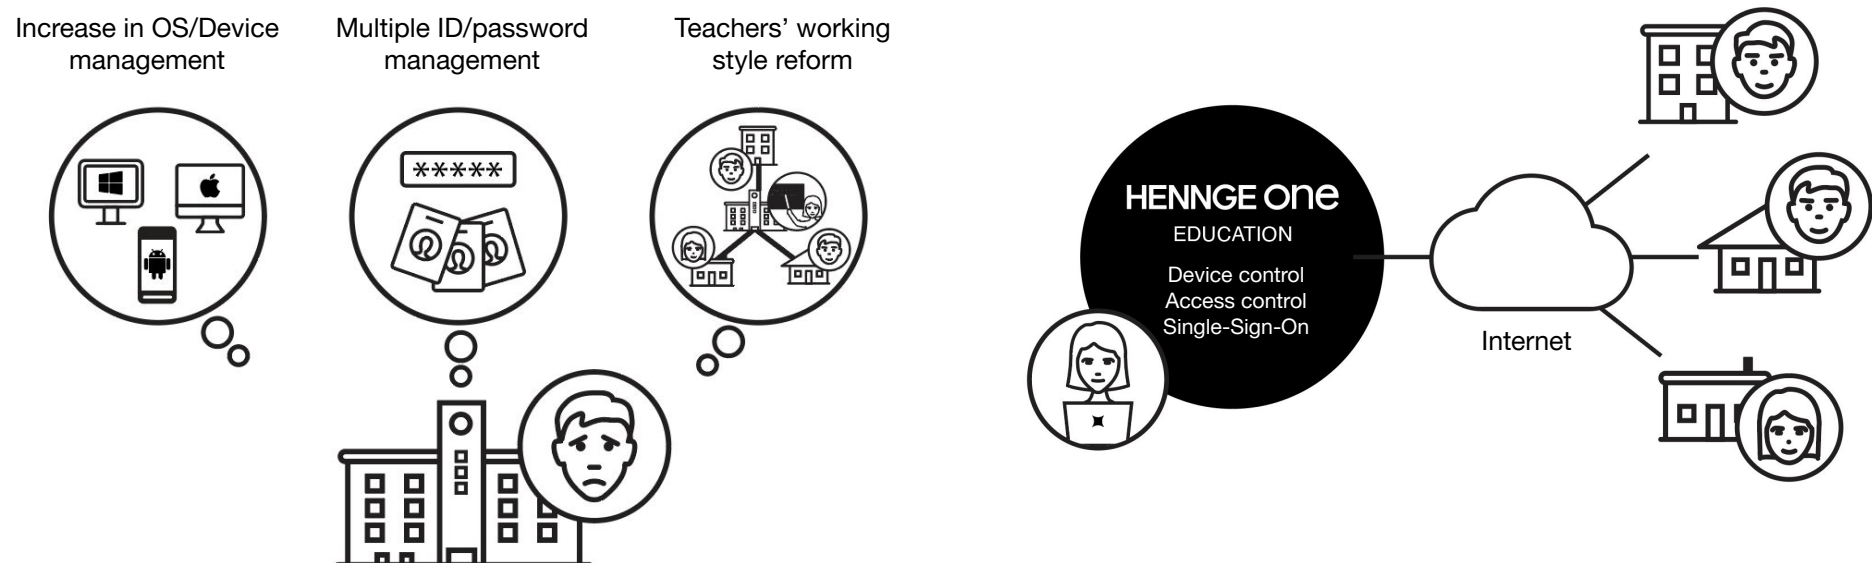 Increase in OS/Device
management
Multiple ID/password
management
Teachers’ working
style reform
*****
HENNGE one
EDUCATION
Device control
Access control
Single-Sign-On
Internet